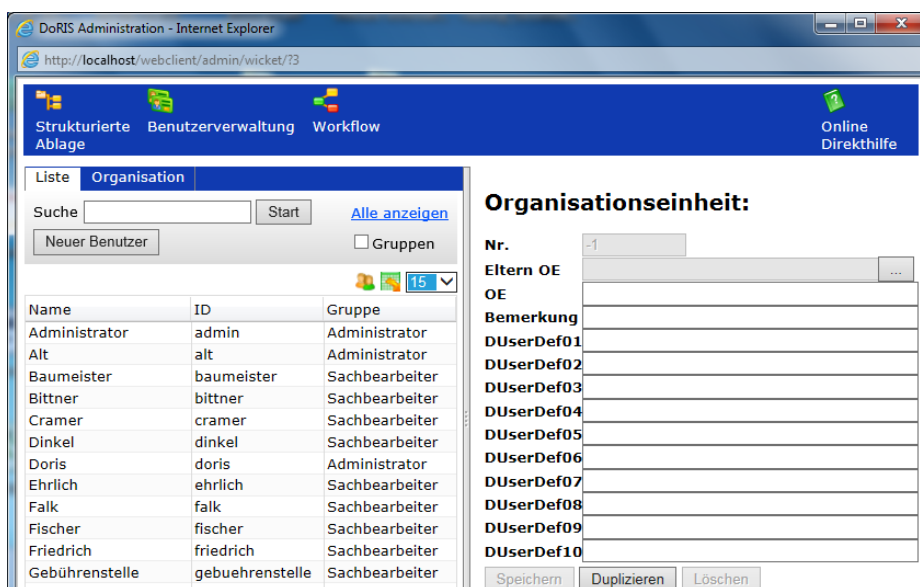 DoRIS Administration - Internet Explorer
http://localhost/webclient/admin/wicket/?3
Strukturierte Ablage
Benutzerverwaltung
Workflow
Online Direkthilfe
Liste Organisation
Suche Start Alle anzeigen
Neuer Benutzer Gruppen
15
Name ID Gruppe
Administrator admin Administrator
Alt alt Administrator
Baumeister baumeister Sachbearbeiter
Bittner bittner Sachbearbeiter
Cramer cramer Sachbearbeiter
Dinkel dinkel Sachbearbeiter
Doris doris Administrator
Ehrlich ehrlich Sachbearbeiter
Falk falk Sachbearbeiter
Fischer fischer Sachbearbeiter
Friedrich friedrich Sachbearbeiter
Gebührenstelle gebuehrenstelle Sachbearbeiter
Organisationseinheit:
Nr. -1
Eltern OE ...
OE
Bemerkung
DUserDef01
DUserDef02
DUserDef03
DUserDef04
DUserDef05
DUserDef06
DUserDef07
DUserDef08
DUserDef09
DUserDef10
Speichern Duplizieren Löschen